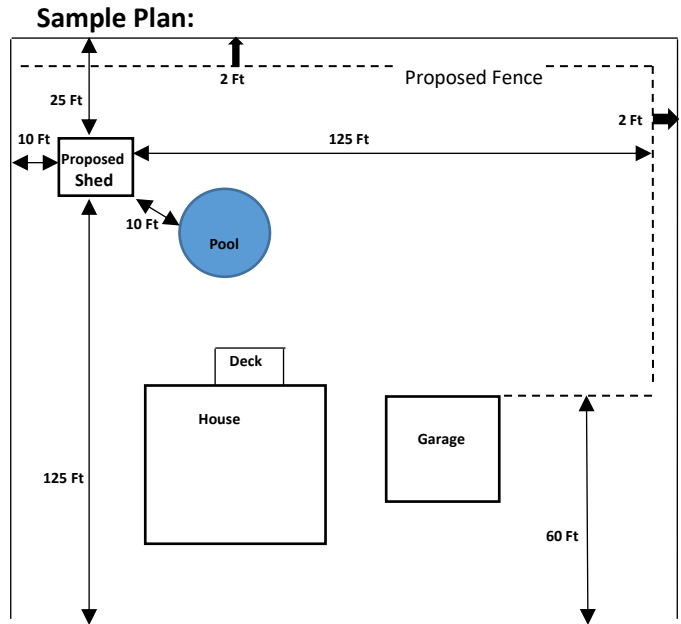 Sample Plan:
2 Ft
Proposed Fence
25 Ft
2 Ft
10 Ft
125 Ft
Proposed
Shed
10 Ft
Pool
Deck
House
Garage
125 Ft
60 Ft